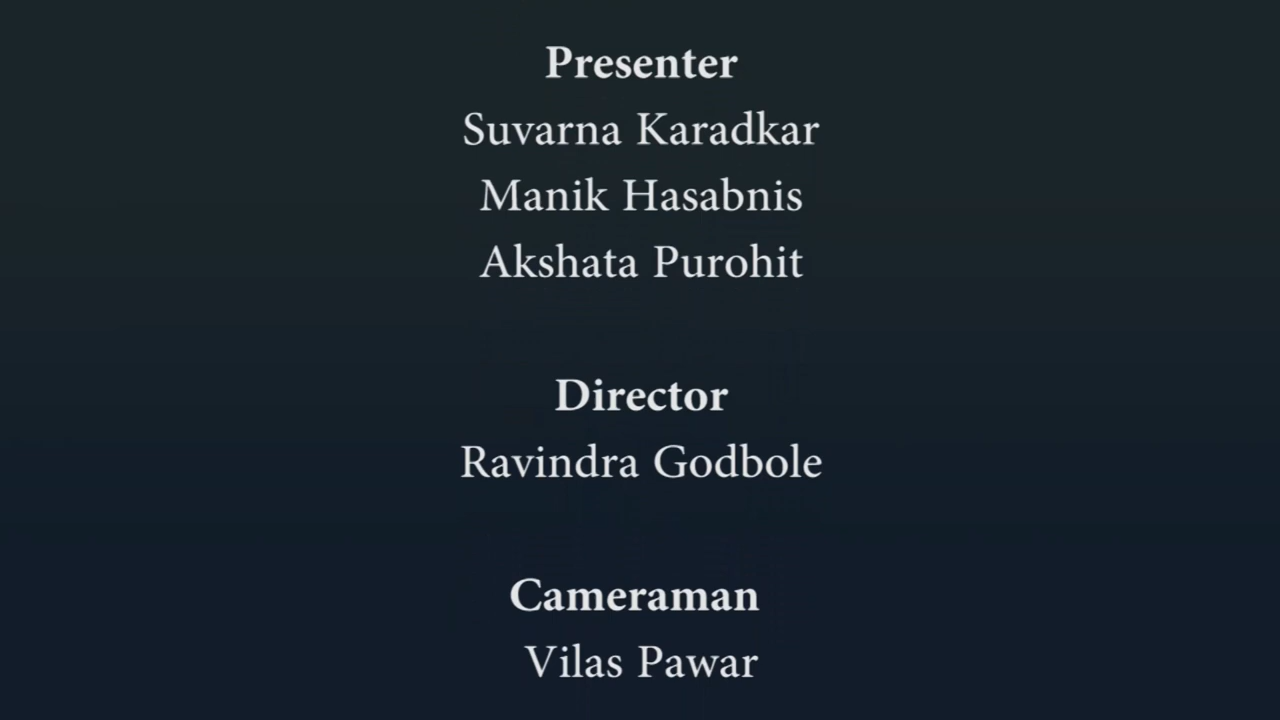 Presenter
Suvarna Karadkar
Manik Hasabnis
Akshata Purohit
Director
Ravindra Godbole
Cameraman
Vilas Pawar